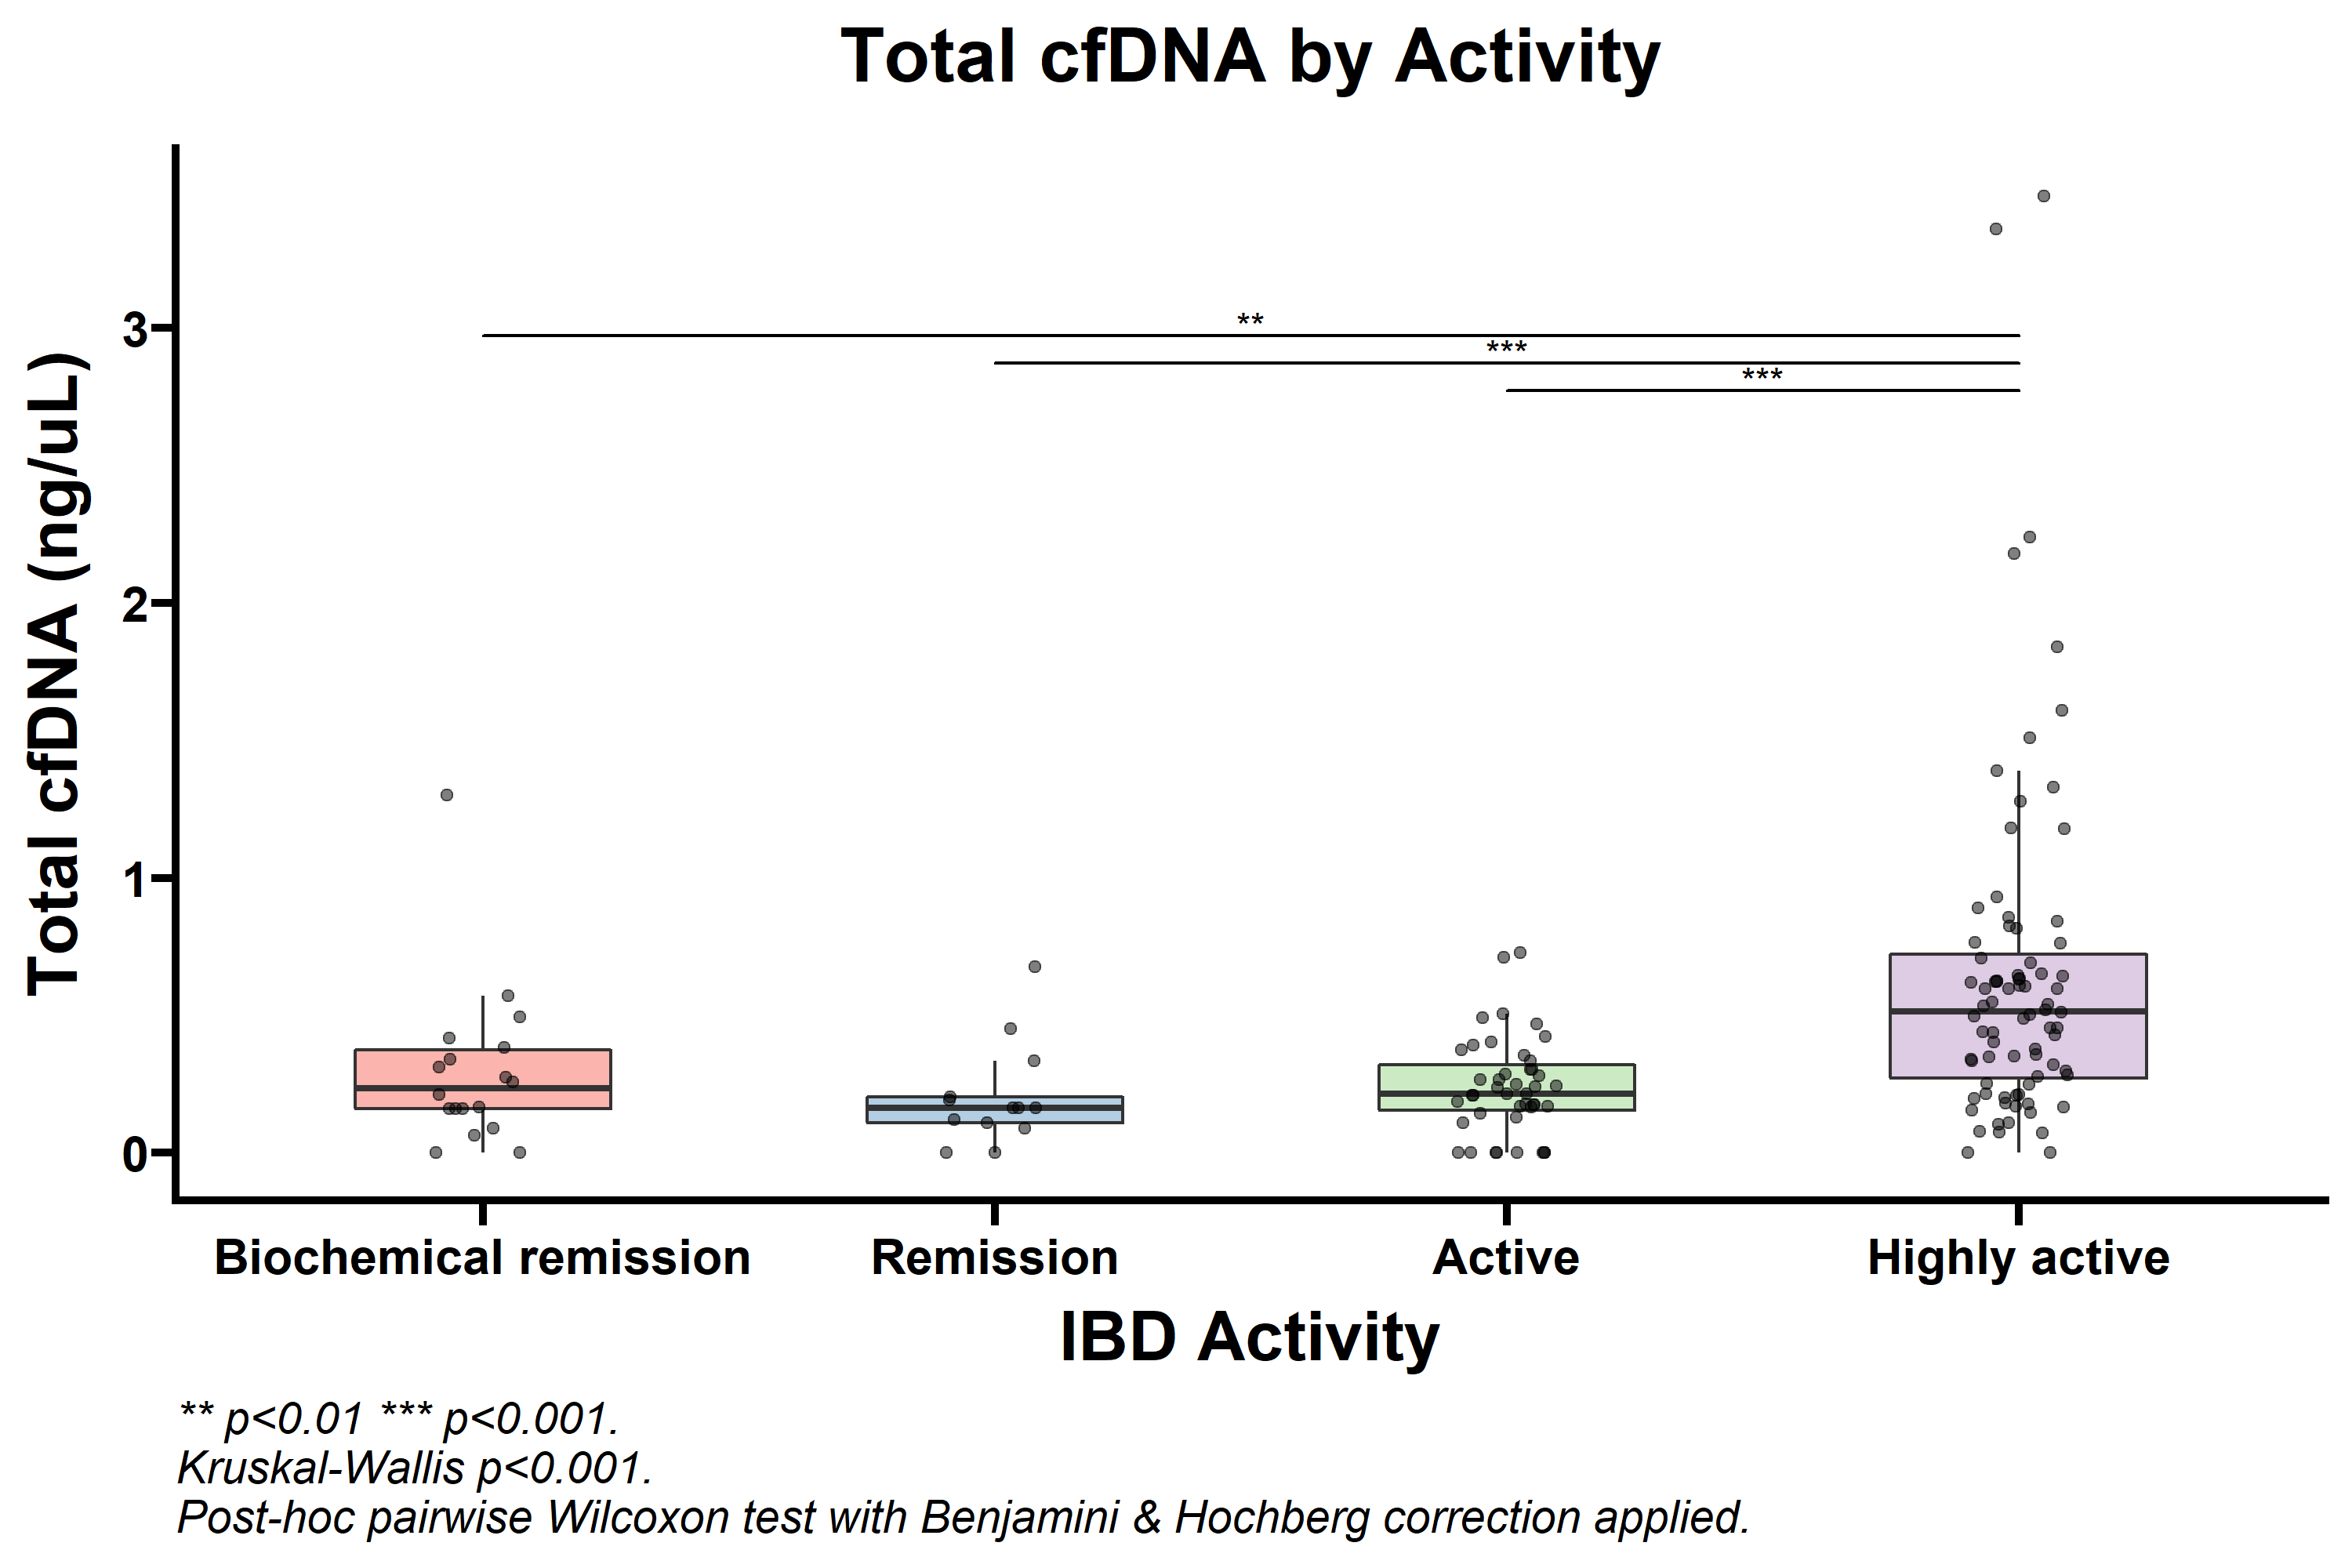 Total cfDNA by Activity
Total cfDNA (ng/uL)
3
2
1
0
**
***
***
Biochemical remission
Remission
Active
Highly active
IBD Activity
** p<0.01 *** p<0.001.
Kruskal-Wallis p<0.001.
Post-hoc pairwise Wilcoxon test with Benjamini & Hochberg correction applied.